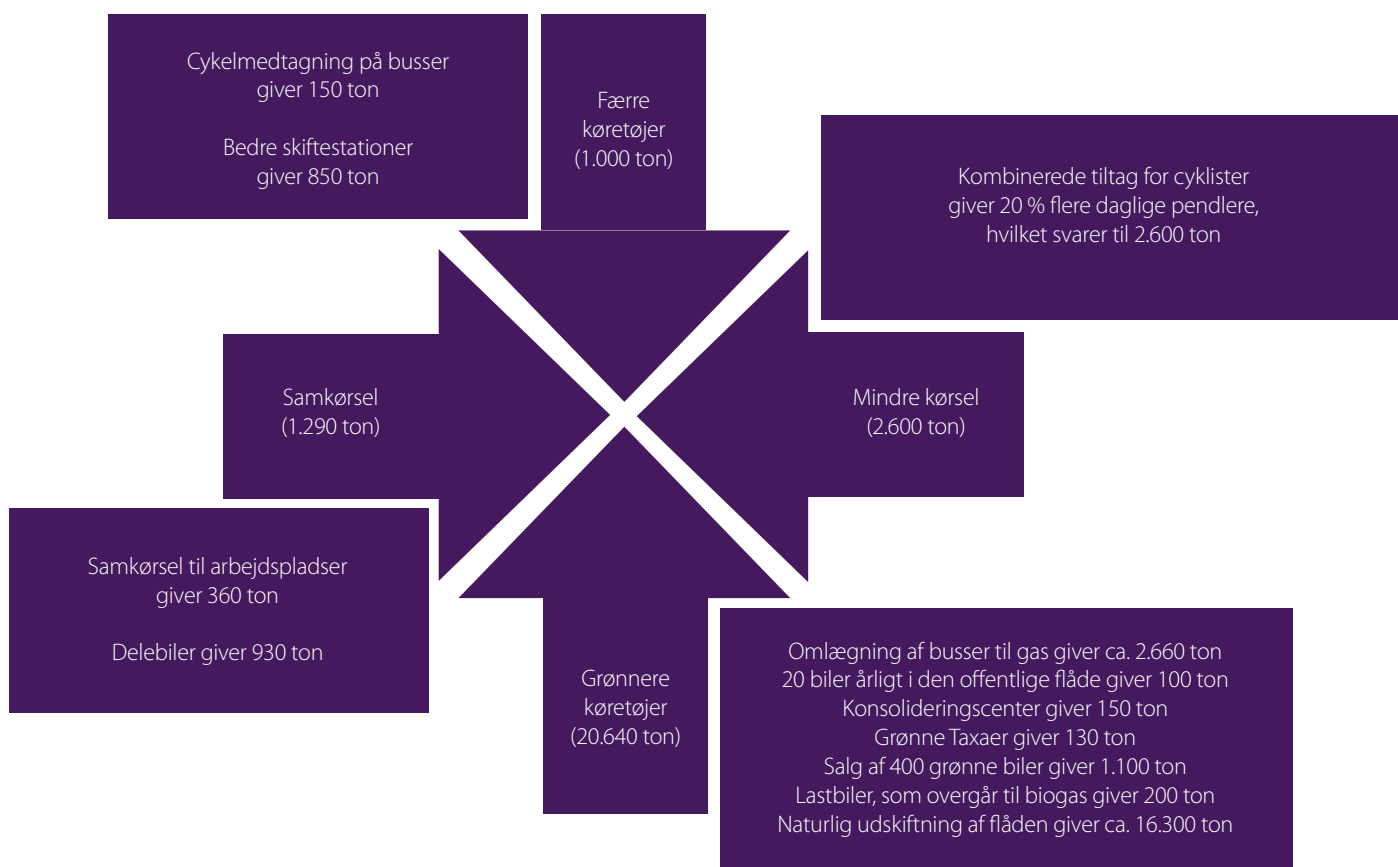 Cykelmedtagning på busser
giver 150 ton
Bedre skiftestationer
giver 850 ton
Færre
køretøjer
(1.000 ton)
Kombinerede tiltag for cyklister
giver 20 % flere daglige pendlere,
hvilket svarer til 2.600 ton
Samkørsel
(1.290 ton)
Mindre kørsel
(2.600 ton)
Samkørsel til arbejdspladser
giver 360 ton
Delebiler giver 930 ton
Grønnere
køretøjer
(20.640 ton)
Omlægning af busser til gas giver ca. 2.660 ton
20 biler årligt i den offentlige flåde giver 100 ton
Konsolideringscenter giver 150 ton
Grønne Taxaer giver 130 ton
Salg af 400 grønne biler giver 1.100 ton
Lastbiler, som overgår til biogas giver 200 ton
Naturlig udskiftning af flåden giver ca. 16.300 ton